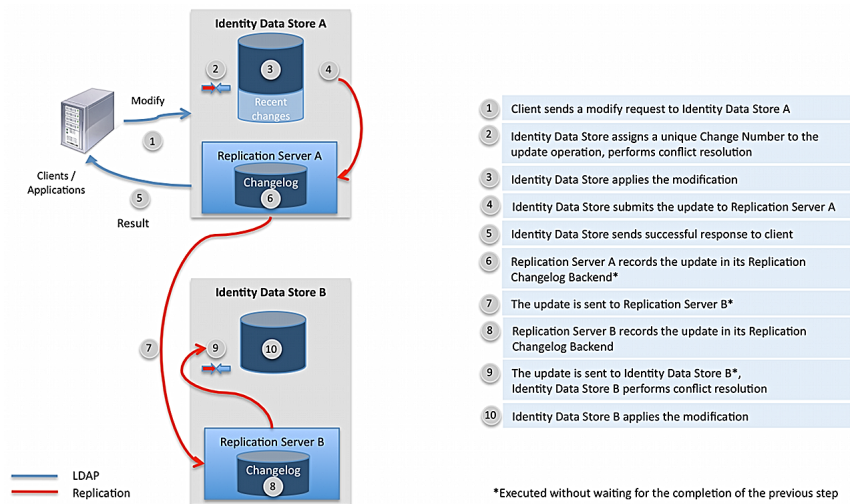 Identity Data Store A
2
3
4
Recent
changes
Modify
1
Replication Server A
Changelog
6
Clients /
Applications
5
Result
Identity Data Store B
7
9
10
Replication Server B
Changelog
8
LDAP
Replication
1 Client sends a modify request to Identity Data Store A
2 Identity Data Store assigns a unique Change Number to the
update operation, performs conflict resolution
3 Identity Data Store applies the modification
4 Identity Data Store submits the update to Replication Server A
5 Identity Data Store sends successful response to client
6 Replication Server A records the update in its Replication
Changelog Backend*
7 The update is sent to Replication Server B*
8 Replication Server B records the update in its Replication
Changelog Backend
9 The update is sent to Identity Data Store B*,
Identity Data Store B performs conflict resolution
10 Identity Data Store B applies the modification
*Executed without waiting for the completion of the previous step